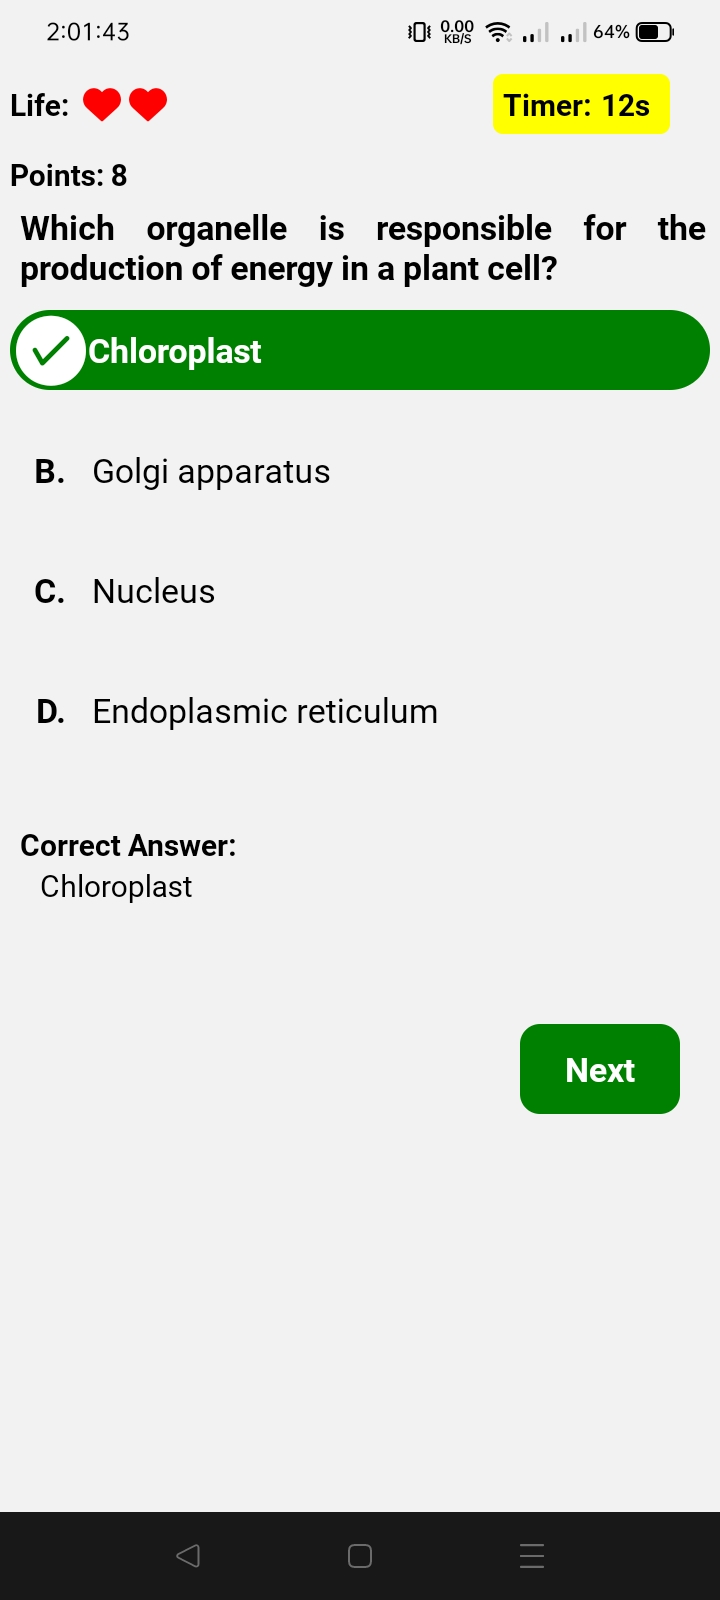 2:01:43 0.00 KB/S 64%
Life:
Timer: 12s
Points: 8
Which organelle is responsible for the
production of energy in a plant cell?
Chloroplast
B. Golgi apparatus
C. Nucleus
D. Endoplasmic reticulum
Correct Answer:
Chloroplast
Next